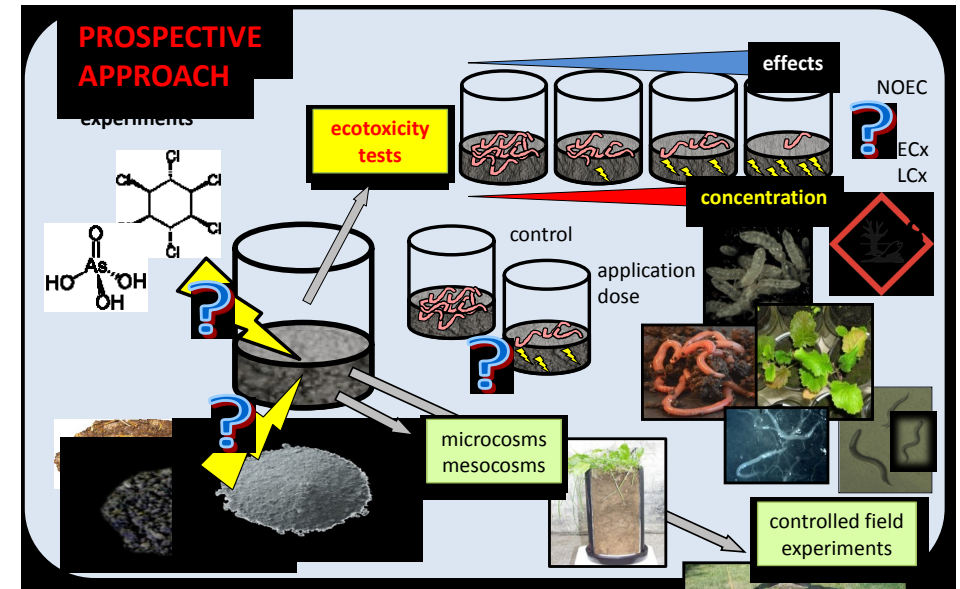 PROSPECTIVE
APPROACH
experiments
effects
NOEC
ecotoxicity
tests
ECx
LCx
concentration
Cl
Cl
Cl
Cl
Cl
Cl
O
As
HO
OH
OH
control
application
dose
?
?
?
?
microcosms
mesocosms
controlled field
experiments